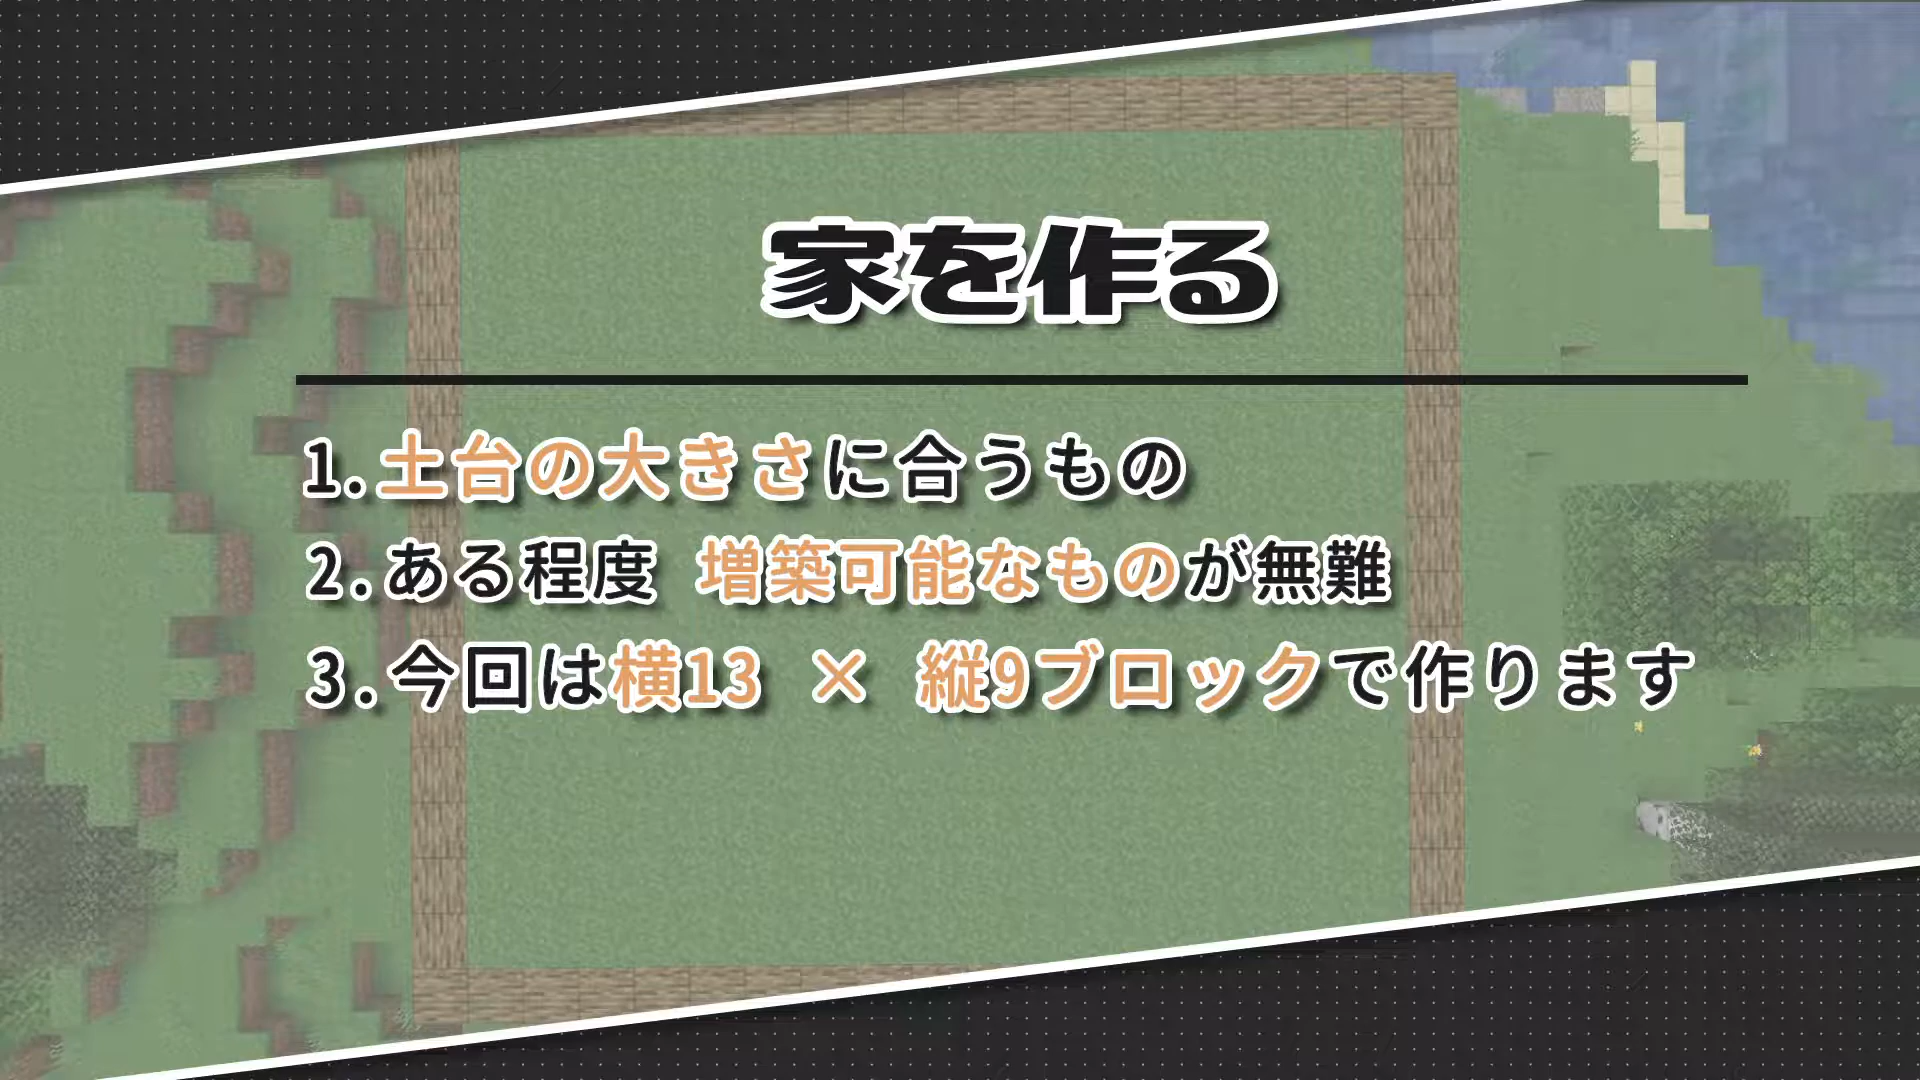 家を作る
1.土台の大きさに合うもの
2.ある程度 増築可能なものが無難
3.今回は横13 × 縦9ブロックで作ります